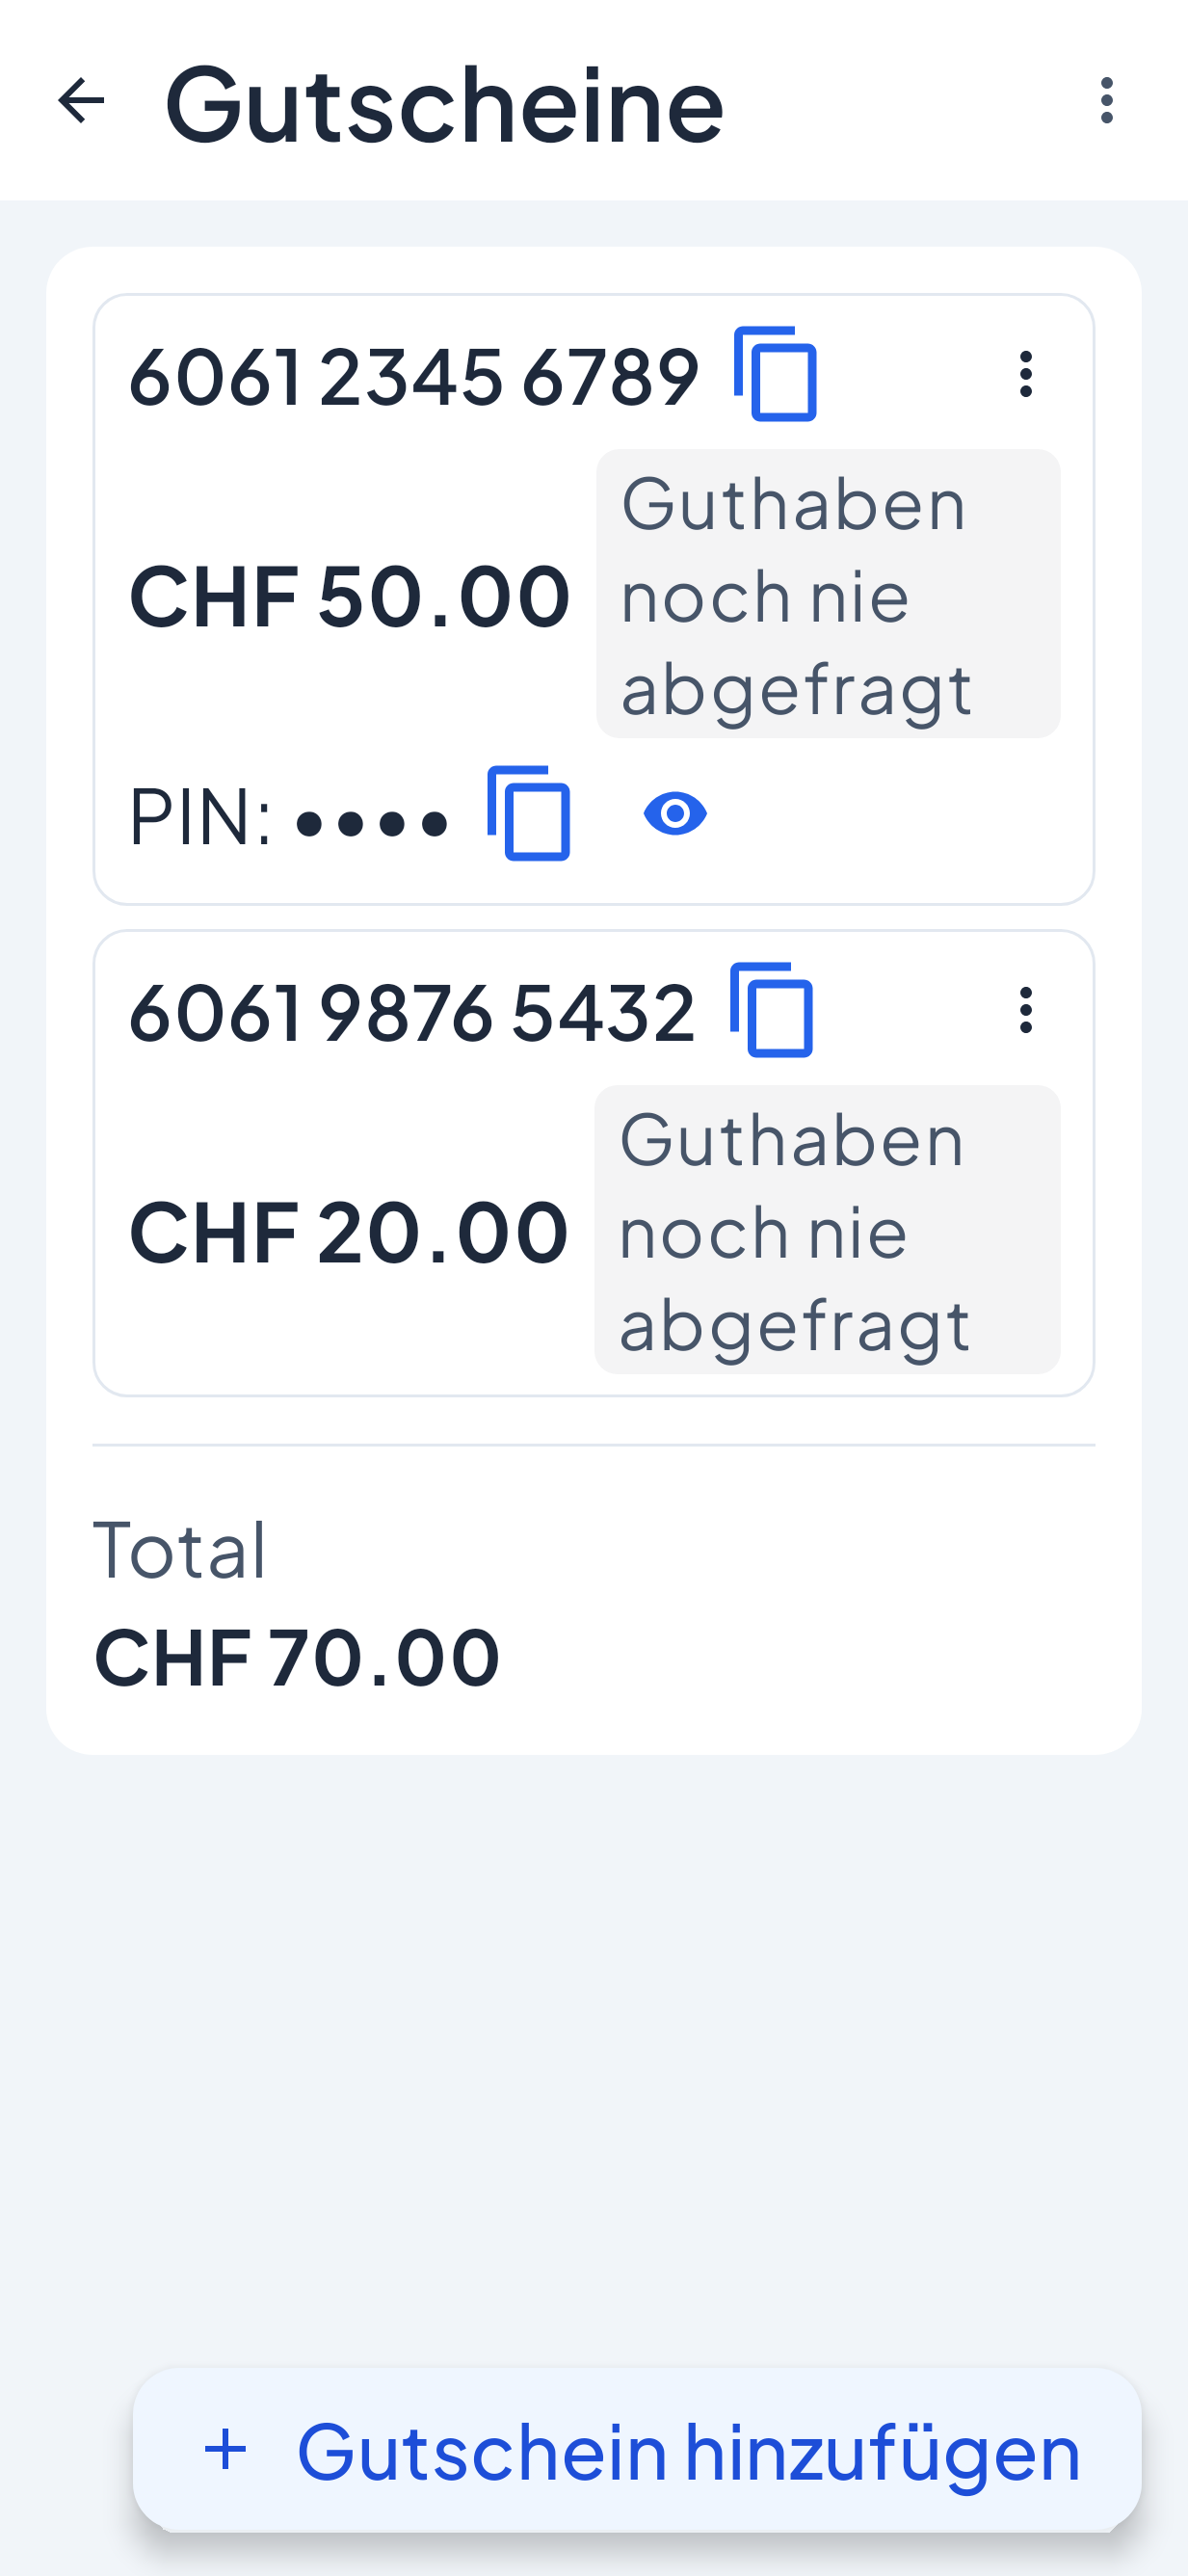 Gutscheine
6061 2345 6789
CHF 50.00
Guthaben
noch nie
abgefragt
PIN: ••••
6061 9876 5432
CHF 20.00
Guthaben
noch nie
abgefragt
Total
CHF 70.00
+ Gutschein hinzufügen